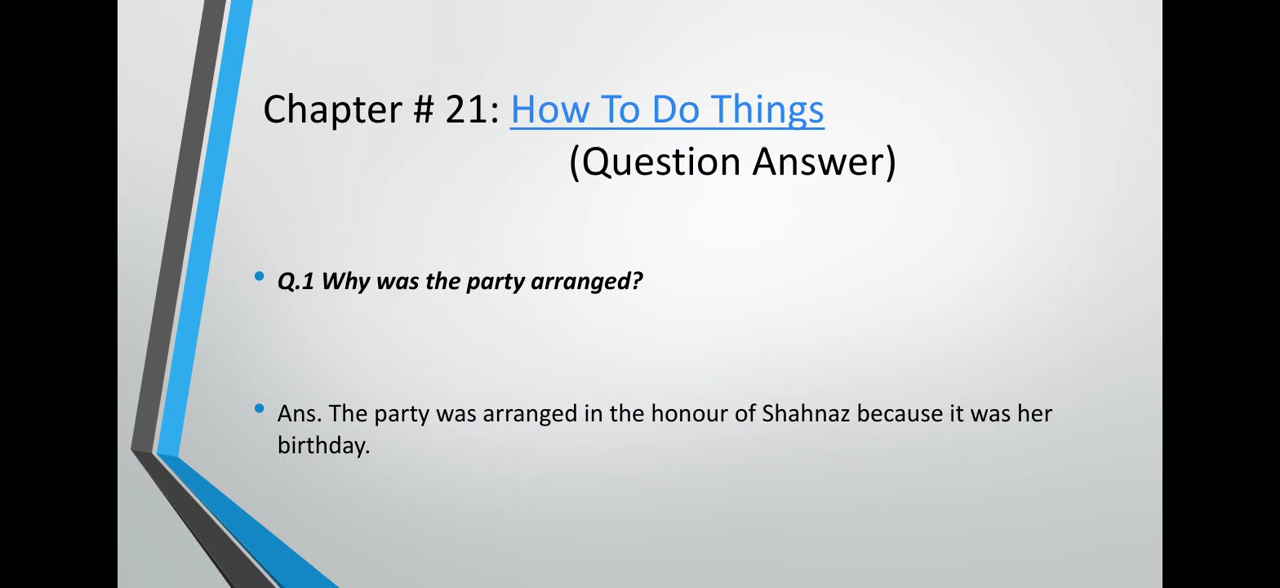 Chapter # 21: How To Do Things
(Question Answer)
• Q.1 Why was the party arranged?
• Ans. The party was arranged in the honour of Shahnaz because it was her
birthday.